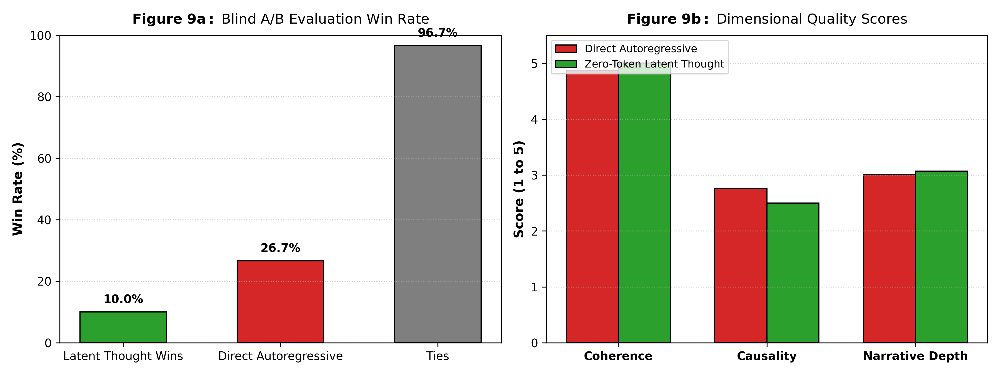 Figure 9a: Blind A/B Evaluation Win Rate
Win Rate (%)
100
80
60
40
20
0
10.0%
26.7%
96.7%
Latent Thought Wins
Direct Autoregressive
Ties
Figure 9b: Dimensional Quality Scores
Score (1 to 5)
5
4
3
2
1
0
Direct Autoregressive
Zero-Token Latent Thought
Coherence
Causality
Narrative Depth